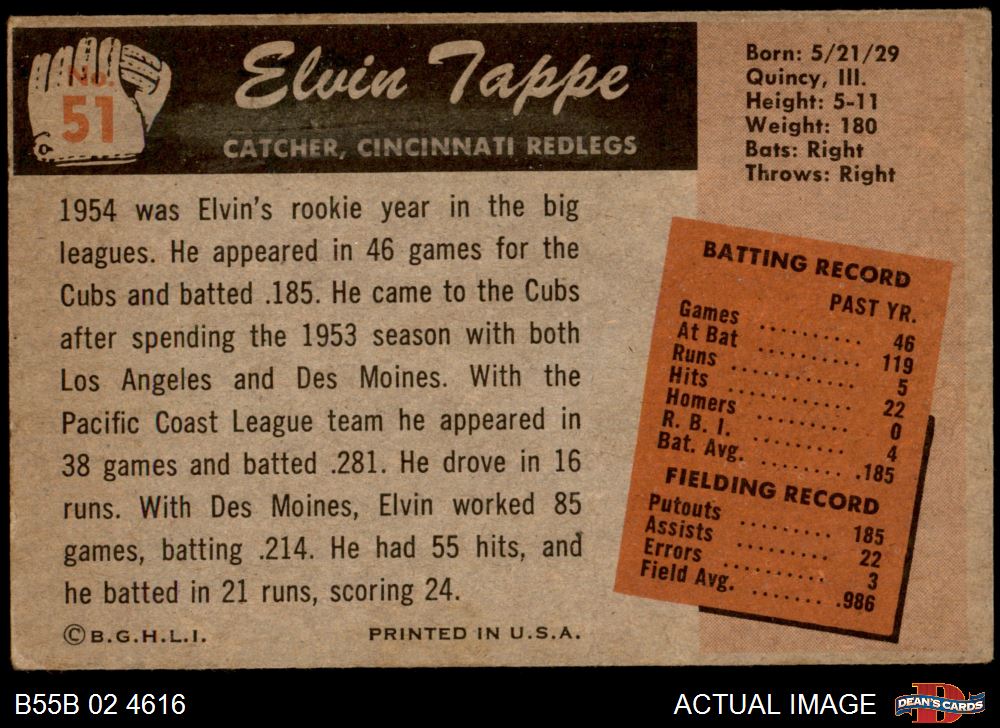 No.
51
Elvin Tappe
CATCHER, CINCINNATI REDLEGS
Born: 5/21/29
Quincy, Ill.
Height: 5-11
Weight: 180
Bats: Right
Throws: Right
1954 was Elvin's rookie year in the big
leagues. He appeared in 46 games for the
Cubs and batted .185. He came to the Cubs
after spending the 1953 season with both
Los Angeles and Des Moines. With the
Pacific Coast League team he appeared in
38 games and batted .281. He drove in 16
runs. With Des Moines, Elvin worked 85
games, batting .214. He had 55 hits, and
he batted in 21 runs, scoring 24.
© B.G.H.L.I. PRINTED IN U.S.A.
BATTING RECORD
PAST YR.
Games ......... 46
At Bat .......... 119
Runs ............ 5
Hits ............ 22
Homers ......... 0
R. B. I. ......... 4
Bat. Avg. ........ .185
FIELDING RECORD
Putouts ........ 185
Assists ......... 22
Errors .......... 3
Field Avg. ....... .986
B55B 02 4616 ACTUAL IMAGE D DEAN'S CARDS